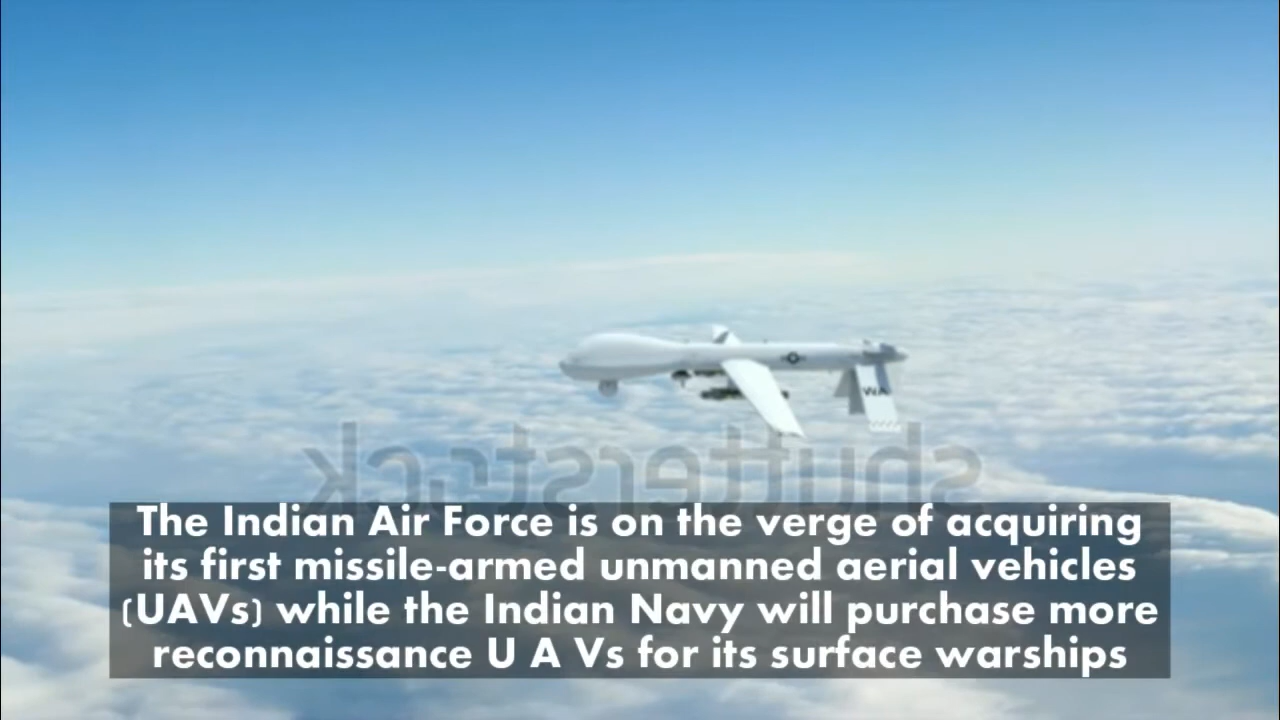 WA
shutterstock
The Indian Air Force is on the verge of acquiring
its first missile-armed unmanned aerial vehicles
(UAVs) while the Indian Navy will purchase more
reconnaissance U A Vs for its surface warships